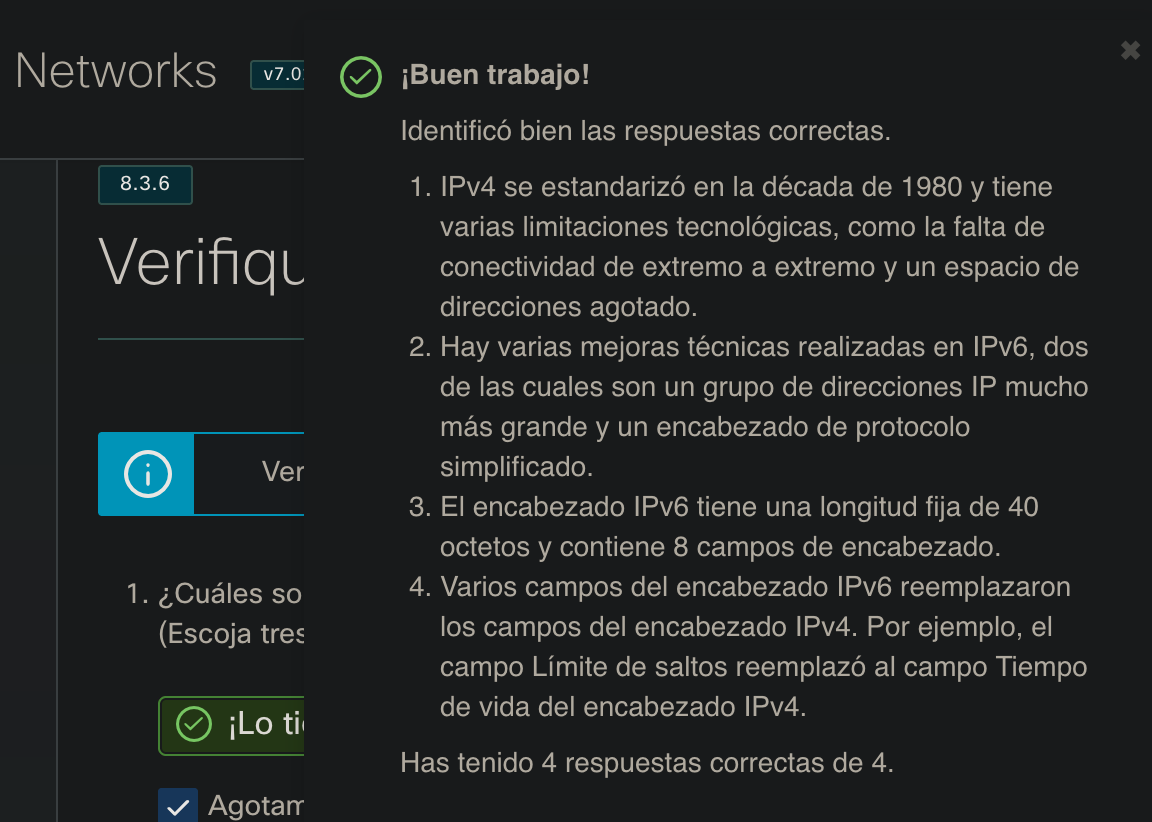 Networks
v7.0
8.3.6
¡Buen trabajo!
Identificó bien las respuestas correctas.
1. IPv4 se estandarizó en la década de 1980 y tiene
varias limitaciones tecnológicas, como la falta de
conectividad de extremo a extremo y un espacio de
direcciones agotado.
2. Hay varias mejoras técnicas realizadas en IPv6, dos
de las cuales son un grupo de direcciones IP mucho
más grande y un encabezado de protocolo
simplificado.
3. El encabezado IPv6 tiene una longitud fija de 40
octetos y contiene 8 campos de encabezado.
4. Varios campos del encabezado IPv6 reemplazaron
los campos del encabezado IPv4. Por ejemplo, el
campo Límite de saltos reemplazó al campo Tiempo
de vida del encabezado IPv4.
Has tenido 4 respuestas correctas de 4.
Verifiqu
Ver
1. ¿Cuáles so
(Escoja tres
¡Lo ti
Agotam